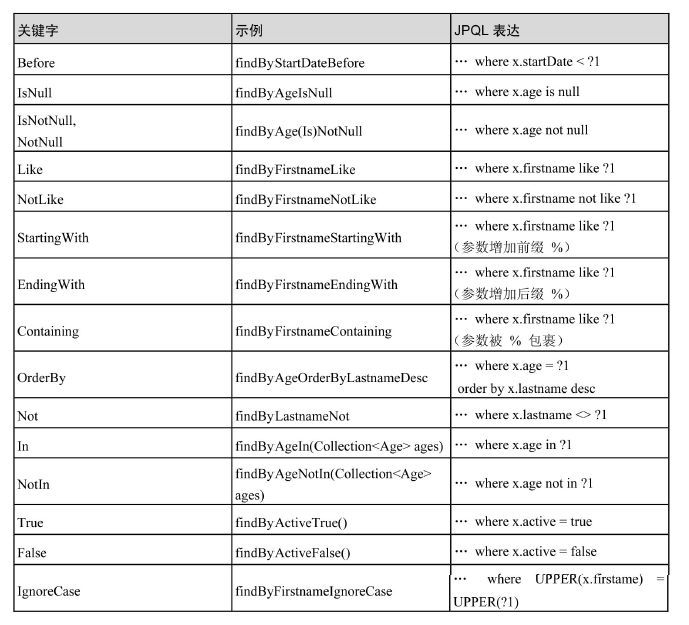 关键字 示例 JPQL 表达
Before findByStartDateBefore … where x.startDate < ?1
IsNull findByAgeIsNull … where x.age is null
IsNotNull,
NotNull findByAge(Is)NotNull … where x.age not null
Like findByFirstnameLike … where x.firstname like ?1
NotLike findByFirstnameNotLike … where x.firstname not like ?1
StartingWith findByFirstnameStartingWith … where x.firstname like ?1
（参数增加前缀 %）
EndingWith findByFirstnameEndingWith … where x.firstname like ?1
（参数增加后缀 %）
Containing findByFirstnameContaining … where x.firstname like ?1
（参数被 % 包裹）
OrderBy findByAgeOrderByLastnameDesc … where x.age = ?1
order by x.lastname desc
Not findByLastnameNot … where x.lastname <> ?1
In findByAgeIn(Collection<Age> ages) … where x.age in ?1
NotIn findByAgeNotIn(Collection<Age>
ages) … where x.age not in ?1
True findByActiveTrue() … where x.active = true
False findByActiveFalse() … where x.active = false
IgnoreCase findByFirstnameIgnoreCase … where UPPER(x.firstame) =
UPPER(?1)